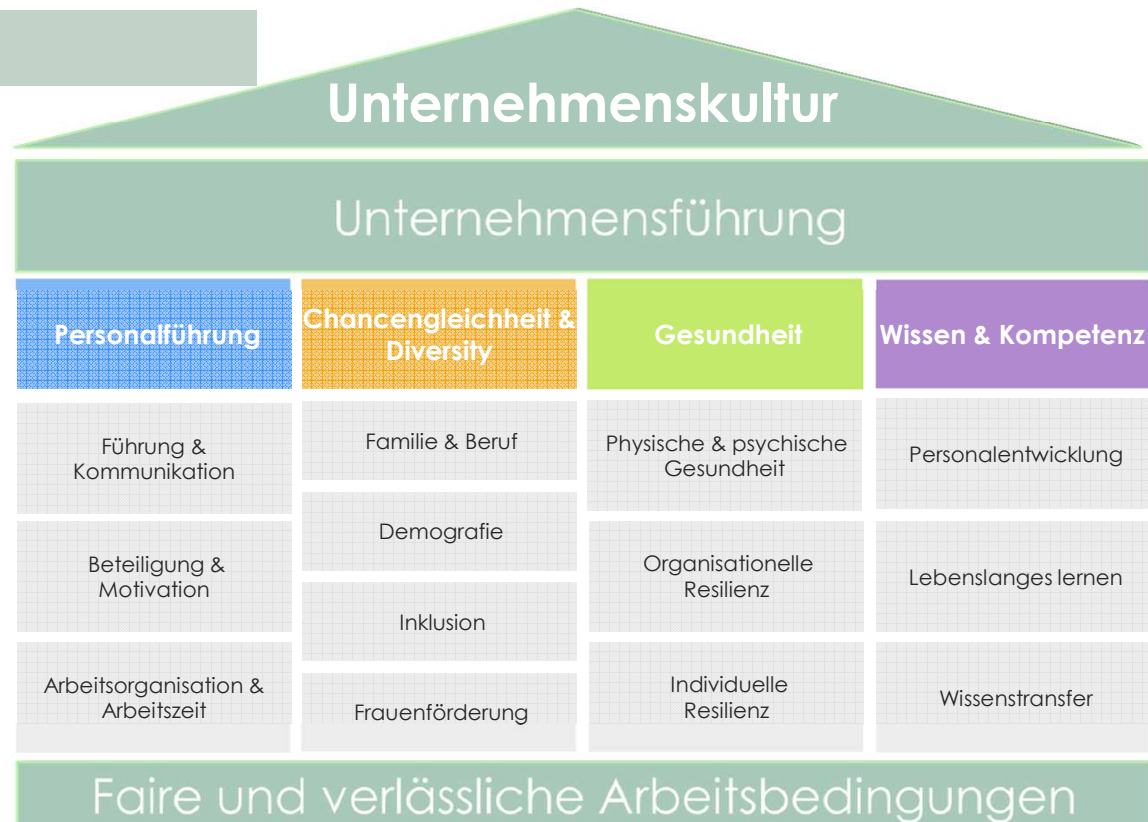 Unternehmenskultur
Unternehmensführung
Personalführung
Chancengleichheit &
Diversity
Gesundheit
Wissen & Kompetenz
Führung &
Kommunikation
Beteiligung &
Motivation
Arbeitsorganisation &
Arbeitszeit
Familie & Beruf
Demografie
Inklusion
Frauenförderung
Physische & psychische
Gesundheit
Organisationelle
Resilienz
Individuelle
Resilienz
Personalentwicklung
Lebenslanges lernen
Wissenstransfer
Faire und verlässliche Arbeitsbedingungen